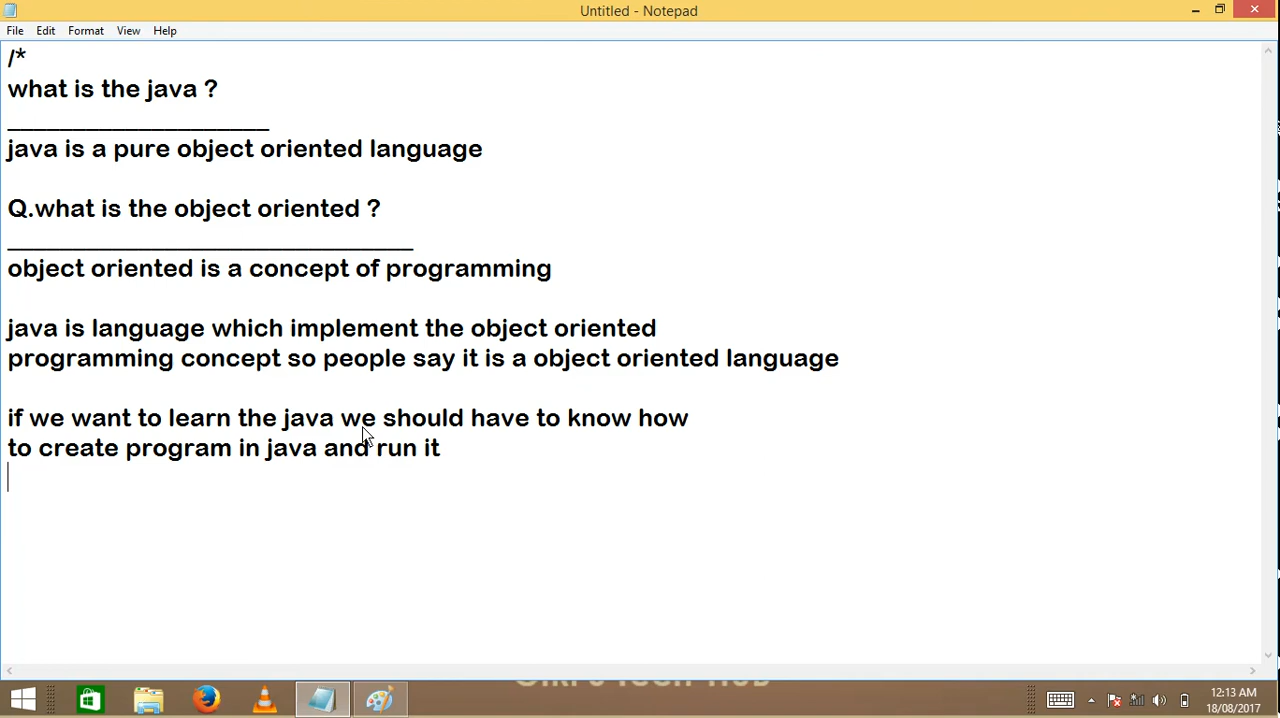 Untitled - Notepad
File Edit Format View Help
/*
what is the java ?
____________________
java is a pure object oriented language
Q.what is the object oriented ?
_______________________________
object oriented is a concept of programming
java is language which implement the object oriented
programming concept so people say it is a object oriented language
if we want to learn the java we should have to know how
to create program in java and run it
12:13 AM
18/08/2017